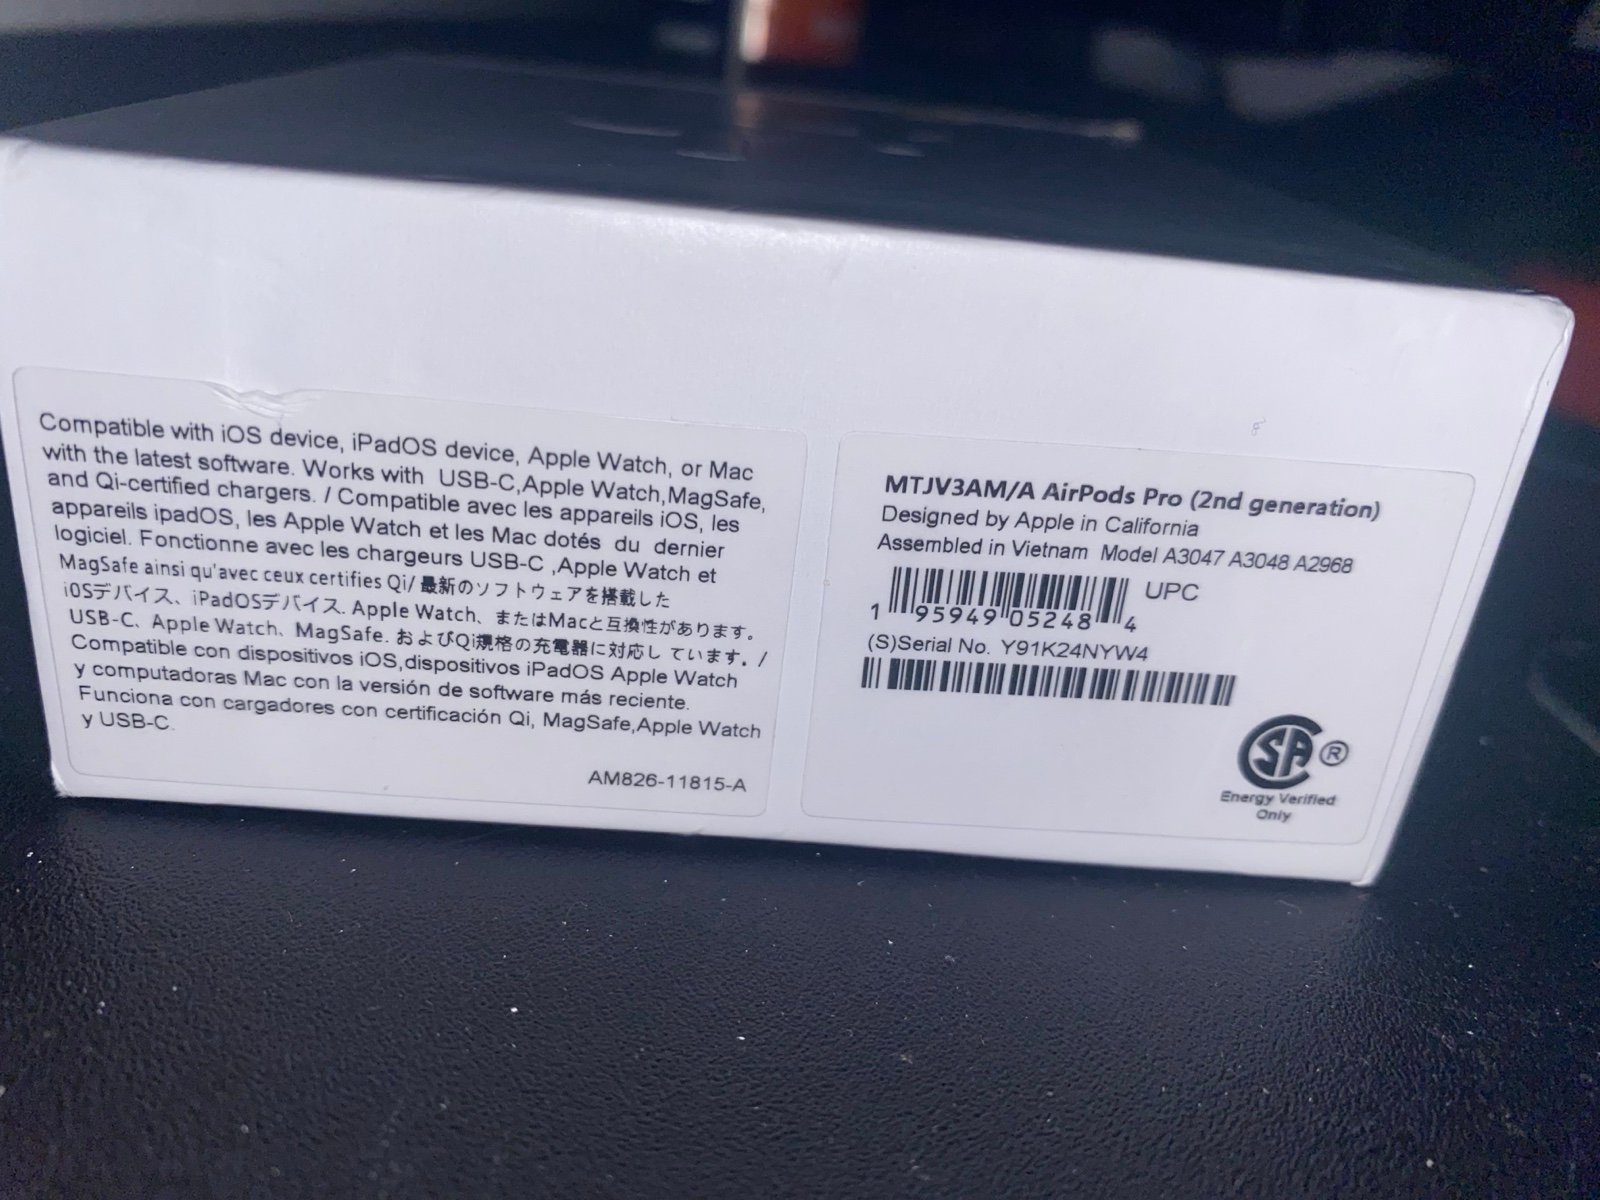 Compatible with iOS device, iPadOS device, Apple Watch, or Mac
with the latest software. Works with USB-C,Apple Watch,MagSafe,
and Qi-certified chargers. / Compatible avec les appareils iOS, les
appareils ipadOS, les Apple Watch et les Mac dotés du dernier
logiciel. Fonctionne avec les chargeurs USB-C ,Apple Watch et
MagSafe ainsi qu'avec ceux certifies Qi/ 最新のソフトウェアを搭載した
iOSデバイス、iPadOSデバイス. Apple Watch、またはMacと互換性があります。
USB-C、Apple Watch、MagSafe. およびQi規格の充電器に対応し ています. /
Compatible con dispositivos iOS,dispositivos iPadOS Apple Watch
y computadoras Mac con la versión de software más reciente.
Funciona con cargadores con certificación Qi, MagSafe,Apple Watch
y USB-C.
AM826-11815-A
MTJV3AM/A AirPods Pro (2nd generation)
Designed by Apple in California
Assembled in Vietnam Model A3047 A3048 A2968
UPC
1 95949 05248 4
(S)Serial No. Y91K24NYW4
SA ®
Energy Verified
Only